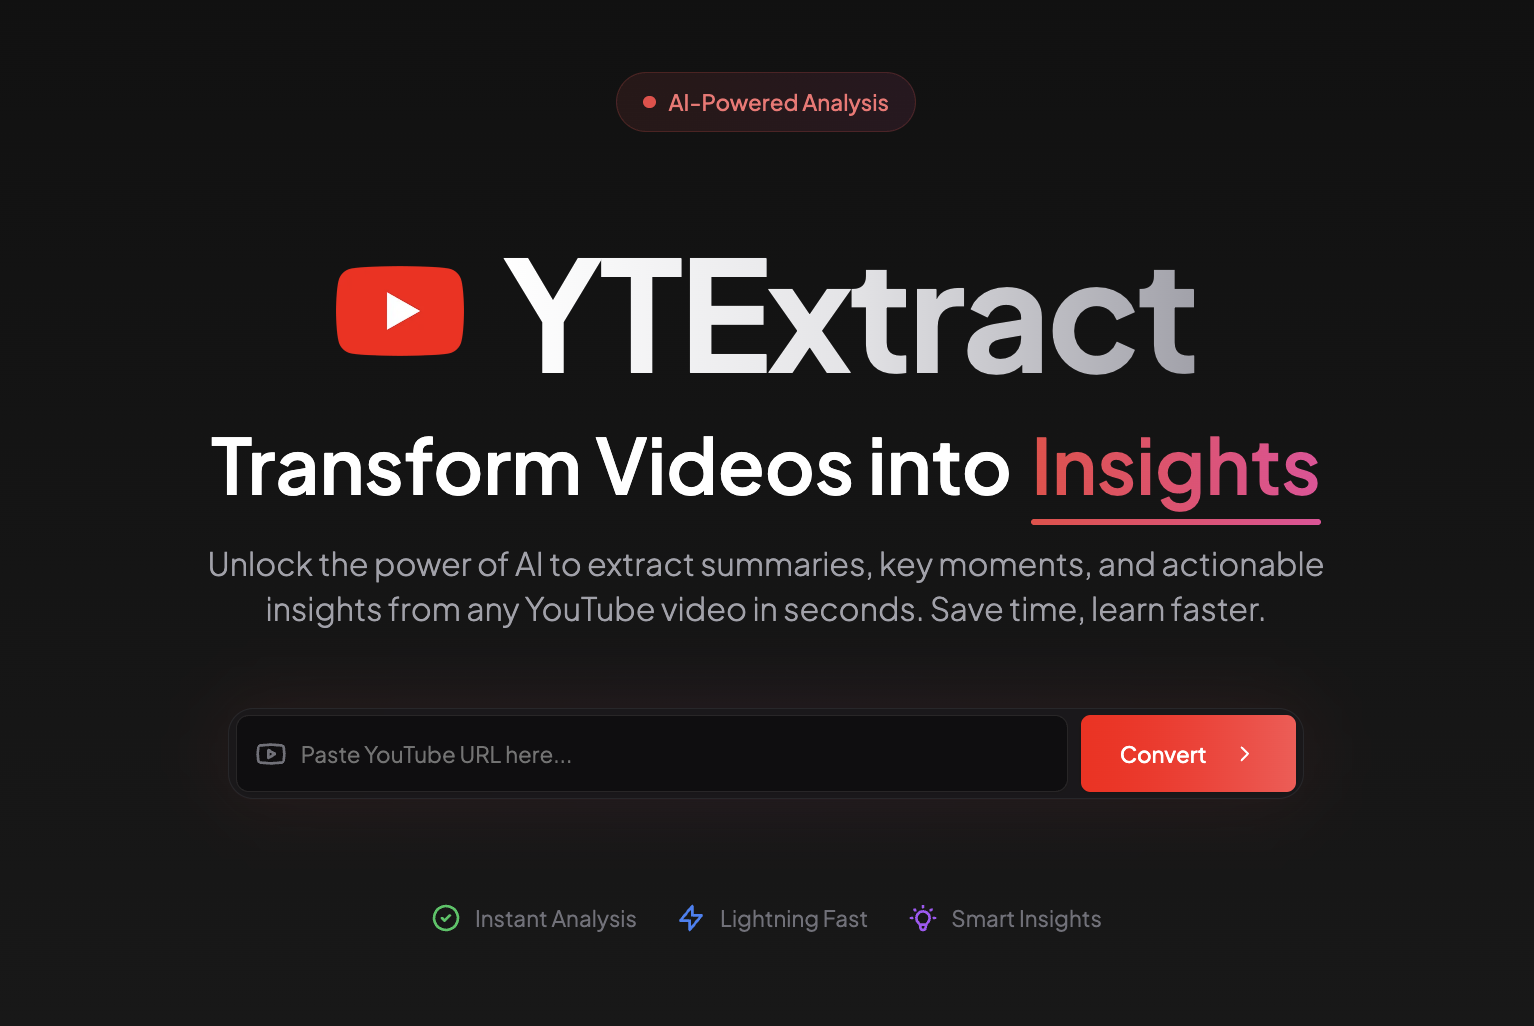 AI-Powered Analysis
YTExtract
Transform Videos into Insights
Unlock the power of AI to extract summaries, key moments, and actionable
insights from any YouTube video in seconds. Save time, learn faster.
Paste YouTube URL here...
Convert
Instant Analysis
Lightning Fast
Smart Insights